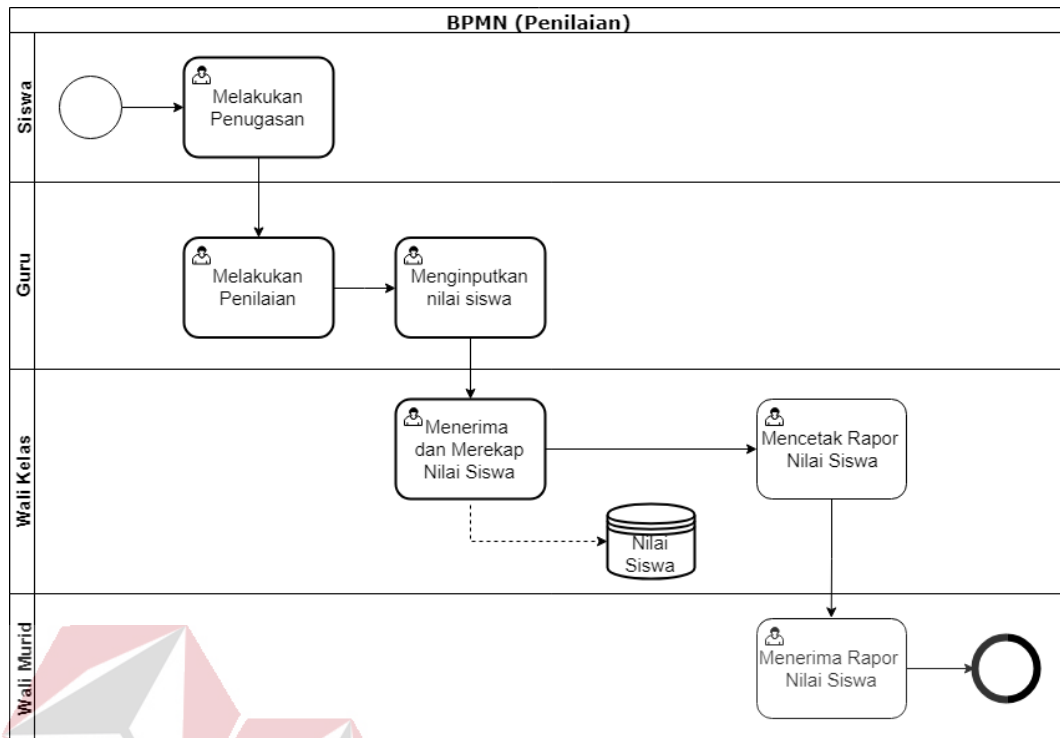 BPMN (Penilaian)
Siswa
Melakukan
Penugasan
Guru
Melakukan
Penilaian
Menginputkan
nilai siswa
Wali Kelas
Menerima
dan Merekap
Nilai Siswa
Mencetak Rapor
Nilai Siswa
Nilai
Siswa
Wali Murid
Menerima Rapor
Nilai Siswa